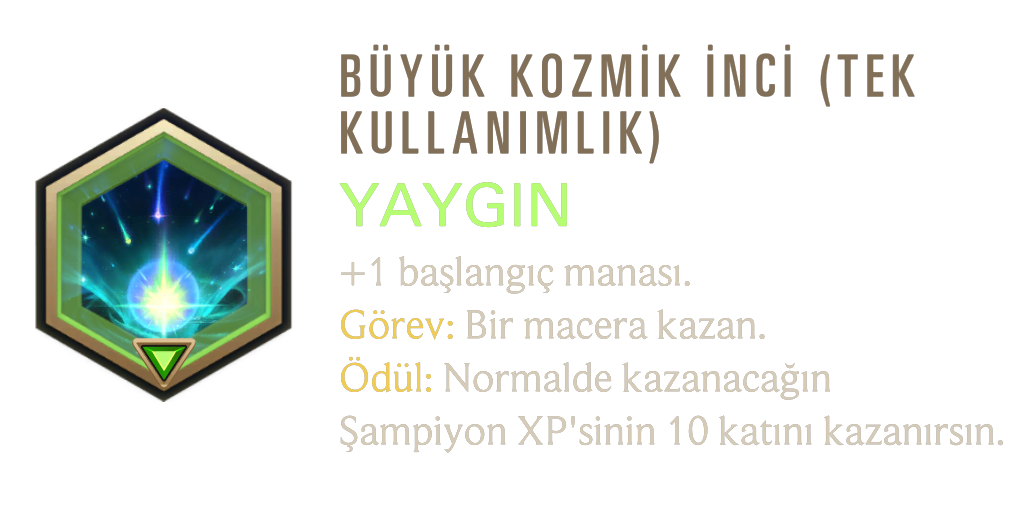 BÜYÜK KOZMİK İNCİ (TEK
KULLANIMLIK)
YAYGIN
+1 başlangıç manası.
Görev: Bir macera kazan.
Ödül: Normalde kazanacağın
Şampiyon XP'sinin 10 katını kazanırsın.